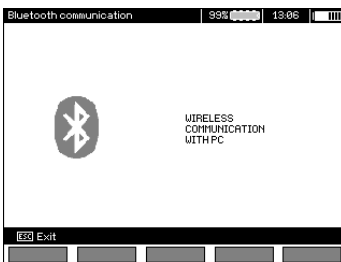 Bluetooth communication 99% 13:06
WIRELESS
COMMUNICATION
WITH PC
ESC Exit